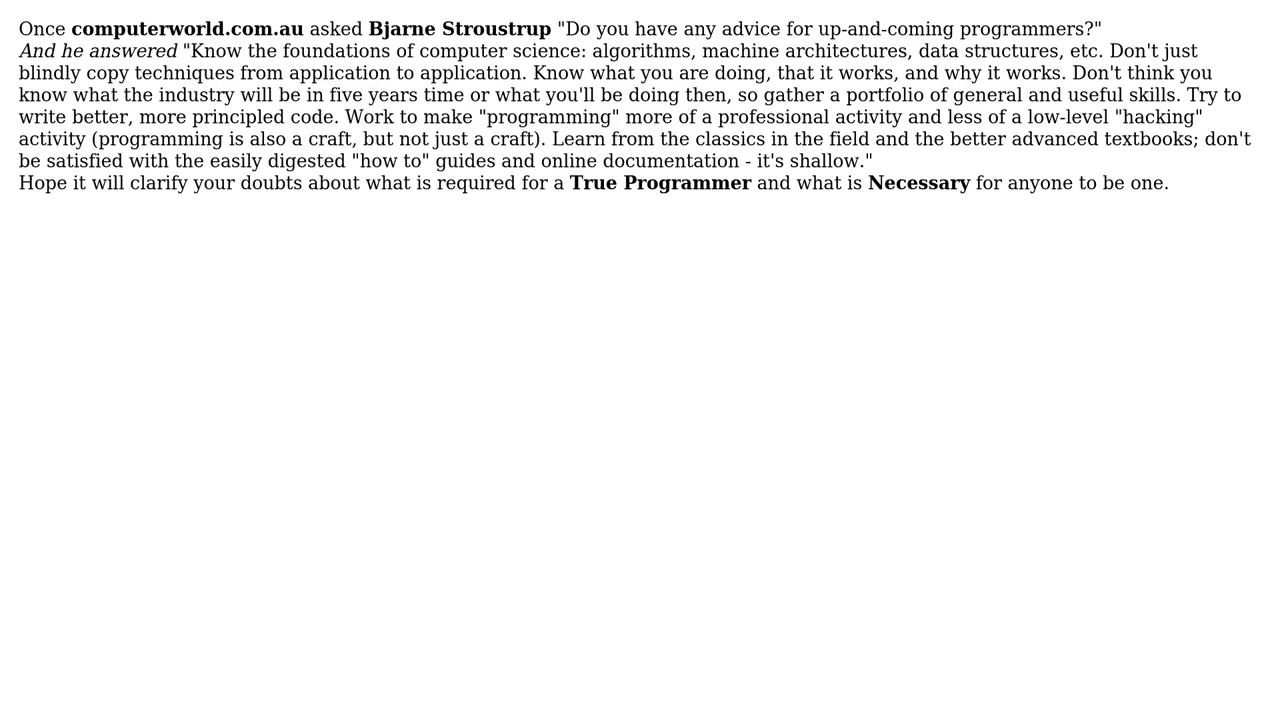 Once computerworld.com.au asked Bjarne Stroustrup "Do you have any advice for up-and-coming programmers?"
And he answered "Know the foundations of computer science: algorithms, machine architectures, data structures, etc. Don't just
blindly copy techniques from application to application. Know what you are doing, that it works, and why it works. Don't think you
know what the industry will be in five years time or what you'll be doing then, so gather a portfolio of general and useful skills. Try to
write better, more principled code. Work to make "programming" more of a professional activity and less of a low-level "hacking"
activity (programming is also a craft, but not just a craft). Learn from the classics in the field and the better advanced textbooks; don't
be satisfied with the easily digested "how to" guides and online documentation - it's shallow."
Hope it will clarify your doubts about what is required for a True Programmer and what is Necessary for anyone to be one.